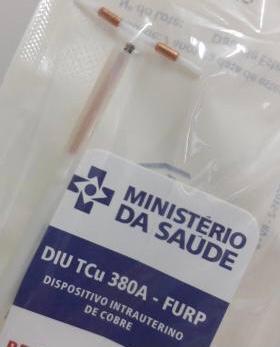 MINISTÉRIO
DA SAÚDE
DIU TCu 380A - FURP
DISPOSITIVO INTRAUTERINO
DE COBRE